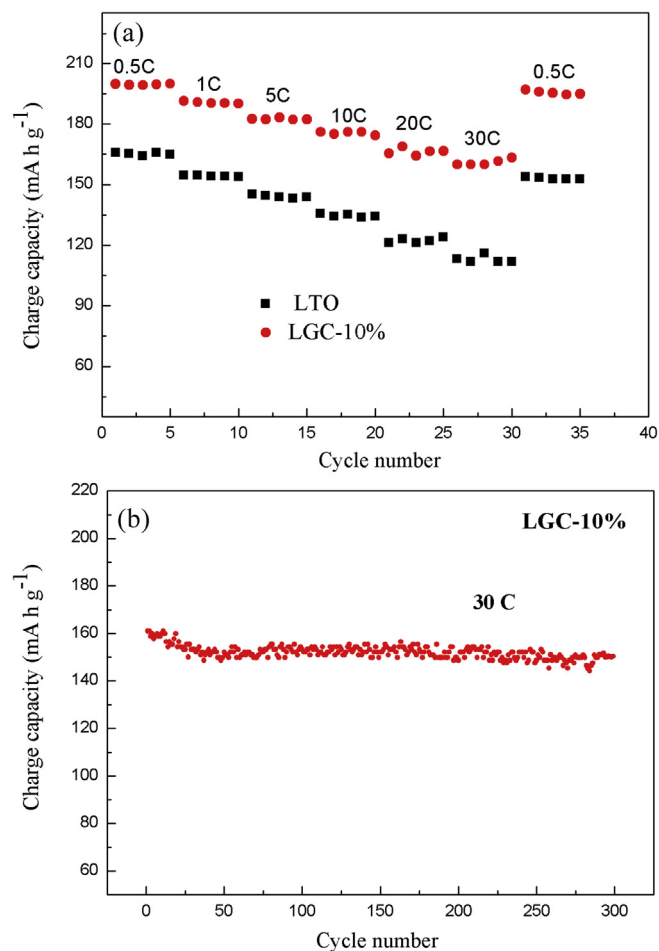 (a)
210
180
150
120
90
60
0.5C
1C
5C
10C
20C
30C
0.5C
LTO
LGC-10%
0 5 10 15 20 25 30 35 40
Cycle number
Charge capacity (mA h g⁻¹)
(b)
LGC-10%
30 C
220
200
180
160
140
120
100
80
60
0 50 100 150 200 250 300
Cycle number
Charge capacity (mA h g⁻¹)